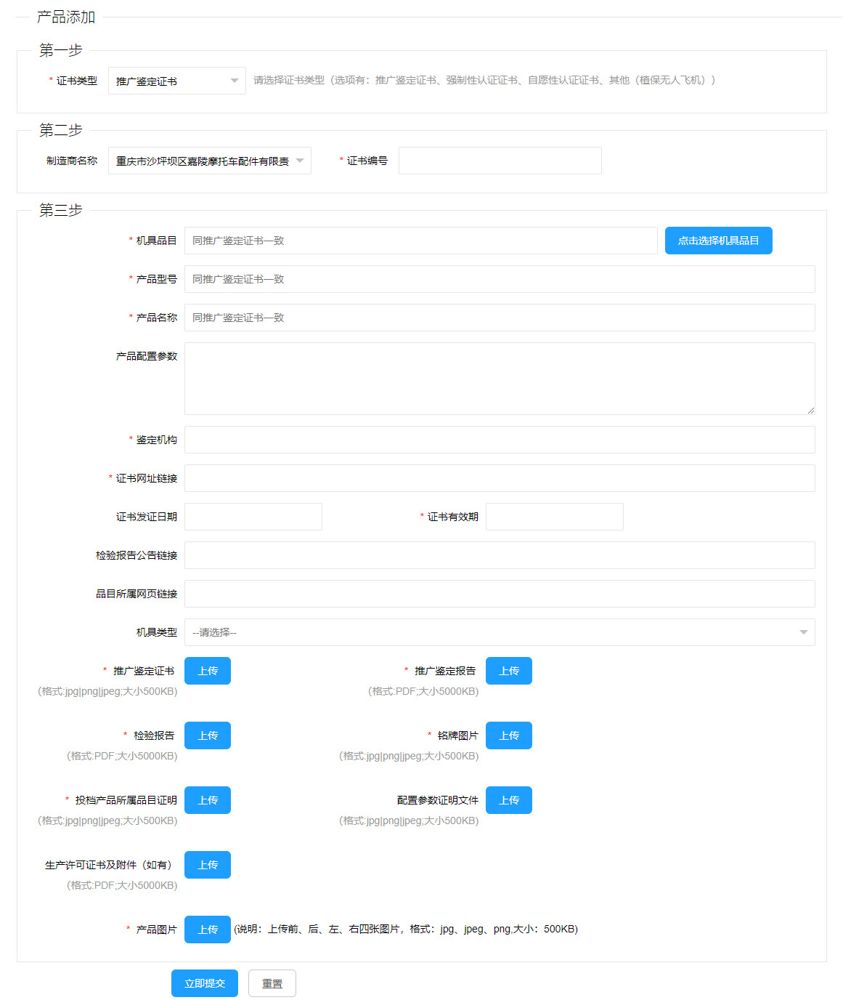 产品添加
第一步
* 证书类型 推广鉴定证书 请选择证书类型（选项有：推广鉴定证书、强制性认证证书、自愿性认证证书、其他（植保无人飞机））
第二步
制造商名称 重庆市沙坪坝区嘉陵摩托车配件有限责 * 证书编号
第三步
* 机具品目 同推广鉴定证书一致 点击选择机具品目
* 产品型号 同推广鉴定证书一致
* 产品名称 同推广鉴定证书一致
产品配置参数
* 鉴定机构
* 证书网址链接
证书发证日期 * 证书有效期
检验报告公告链接
品目所属网页链接
机具类型 --请选择--
* 推广鉴定证书 上传 * 推广鉴定报告 上传
(格式:jpg|png|jpeg;大小500KB) (格式:PDF;大小5000KB)
* 检验报告 上传 * 铭牌图片 上传
(格式:PDF;大小5000KB) (格式:jpg|png|jpeg;大小500KB)
* 投档产品所属品目证明 上传 配置参数证明文件 上传
(格式:jpg|png|jpeg;大小500KB) (格式:jpg|png|jpeg;大小500KB)
生产许可证书及附件（如有） 上传
(格式:PDF;大小5000KB)
* 产品图片 上传 (说明：上传前、后、左、右四张图片，格式：jpg、jpeg、png,大小：500KB)
立即提交 重置